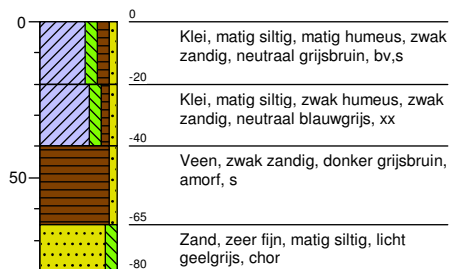 0
0
Klei, matig siltig, matig humeus, zwak
zandig, neutraal grijsbruin, bv,s
-20
Klei, matig siltig, zwak humeus, zwak
zandig, neutraal blauwgrijs, xx
-40
Veen, zwak zandig, donker grijsbruin,
amorf, s
50
-65
Zand, zeer fijn, matig siltig, licht
geelgrijs, chor
-80